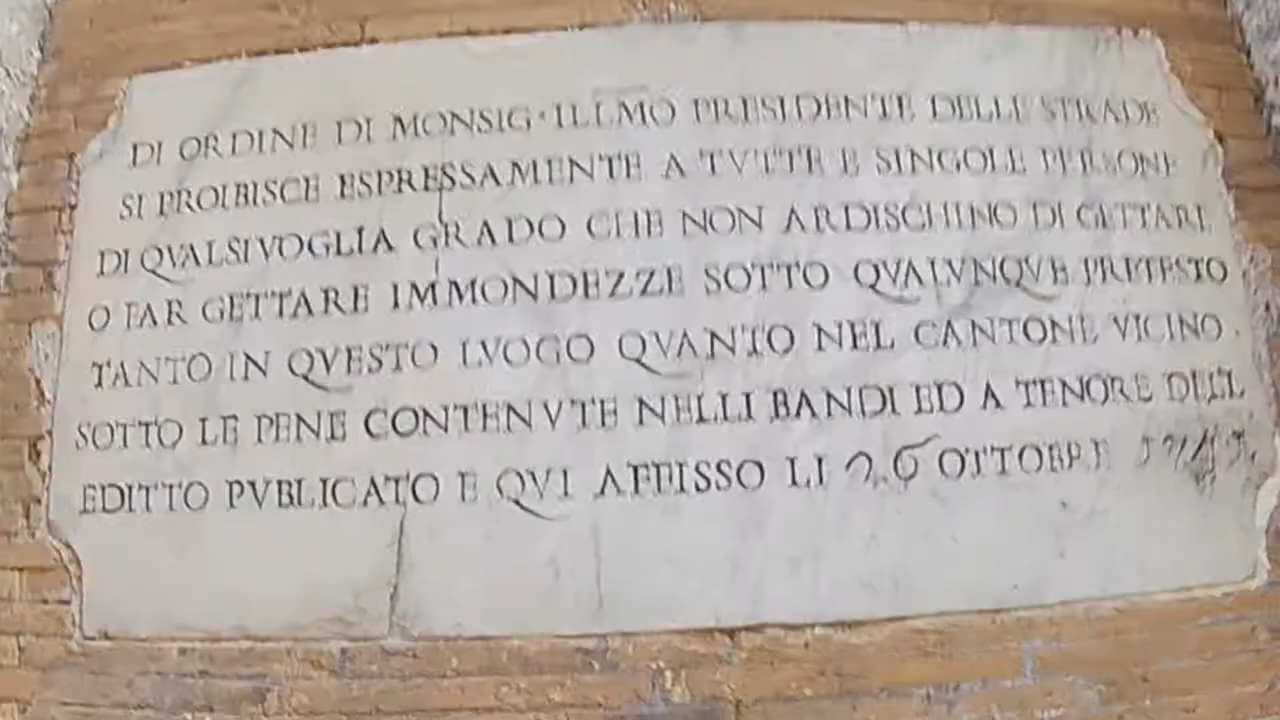 DI ORDINE DI MONSIG · ILLMO PRESIDENTE DELLE STRADE
SI PROIBISCE ESPRESSAMENTE A TVTTE E SINGOLE PERSONE
DI QVALSIVOGLIA GRADO CHE NON ARDISCHINO DI GETTARE
O FAR GETTARE IMMONDEZZE SOTTO QVALVNQVE PRETESTO
TANTO IN QVESTO LVOGO QVANTO NEL CANTONE VICINO .
SOTTO LE PENE CONTENVTE NELLI BANDI ED A TENORE DELL
EDITTO PVBLICATO E QVI AFFISSO LI 26 OTTOBRE